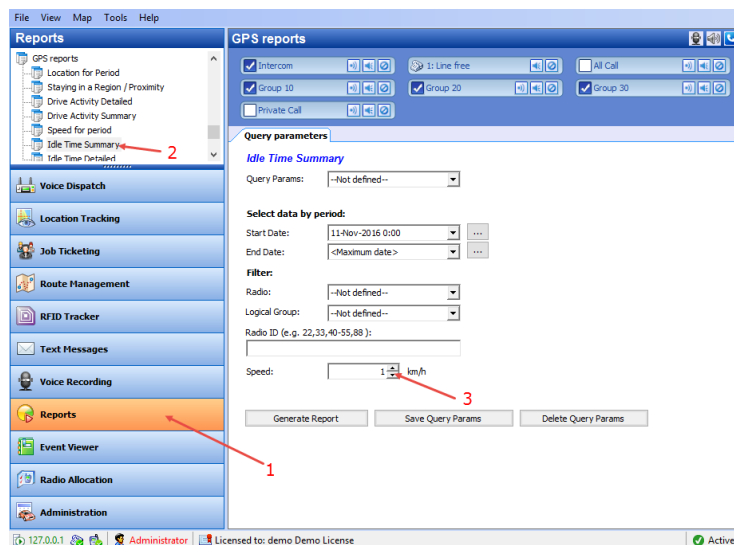 File View Map Tools Help
Reports
GPS reports
Location for Period
Staying in a Region / Proximity
Drive Activity Detailed
Drive Activity Summary
Speed for period
Idle Time Summary
Idle Time Detailed
2
Voice Dispatch
Location Tracking
Job Ticketing
Route Management
RFID Tracker
Text Messages
Voice Recording
Reports
1
Event Viewer
Radio Allocation
Administration
GPS reports
Intercom 1: Line free All Call
Group 10 Group 20 Group 30
Private Call
Query parameters
Idle Time Summary
Query Params: --Not defined--
Select data by period:
Start Date: 11-Nov-2016 0:00 ...
End Date: <Maximum date> ...
Filter:
Radio: --Not defined--
Logical Group: --Not defined--
Radio ID (e.g. 22,33,40-55,88 ):
Speed: 1 km/h
3
Generate Report Save Query Params Delete Query Params
127.0.0.1 Administrator Licensed to: demo Demo License Active